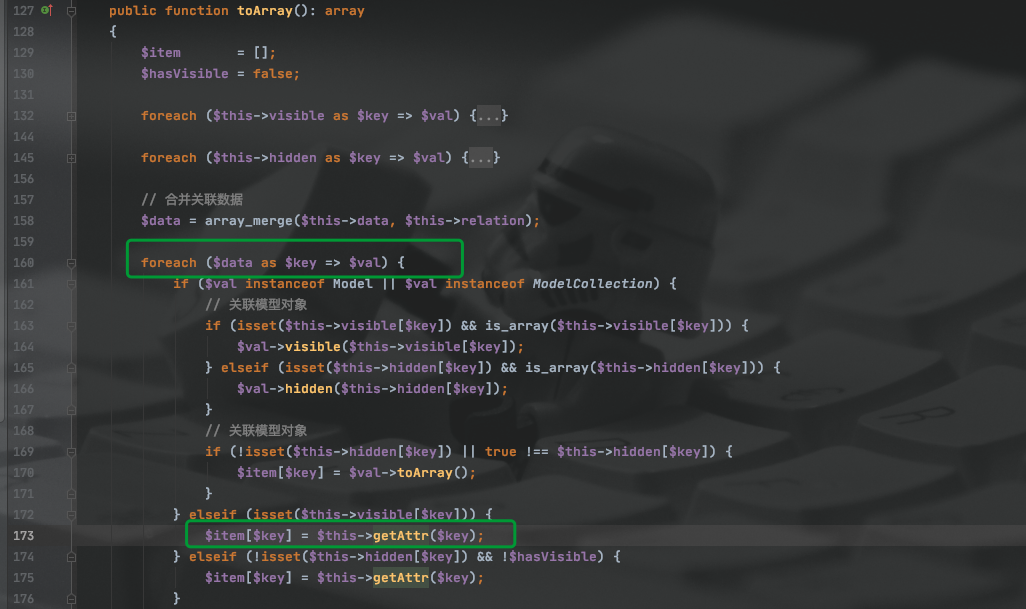 127 public function toArray(): array
128 {
129 $item       = [];
130 $hasVisible = false;
131
132 foreach ($this->visible as $key => $val) {...}
144
145 foreach ($this->hidden as $key => $val) {...}
156
157 // 合并关联数据
158 $data = array_merge($this->data, $this->relation);
159
160 foreach ($data as $key => $val) {
161 if ($val instanceof Model || $val instanceof ModelCollection) {
162 // 关联模型对象
163 if (isset($this->visible[$key]) && is_array($this->visible[$key])) {
164 $val->visible($this->visible[$key]);
165 } elseif (isset($this->hidden[$key]) && is_array($this->hidden[$key])) {
166 $val->hidden($this->hidden[$key]);
167 }
168 // 关联模型对象
169 if (!isset($this->hidden[$key]) || true !== $this->hidden[$key]) {
170 $item[$key] = $val->toArray();
171 }
172 } elseif (isset($this->visible[$key])) {
173 $item[$key] = $this->getAttr($key);
174 } elseif (!isset($this->hidden[$key]) && !$hasVisible) {
175 $item[$key] = $this->getAttr($key);
176 }